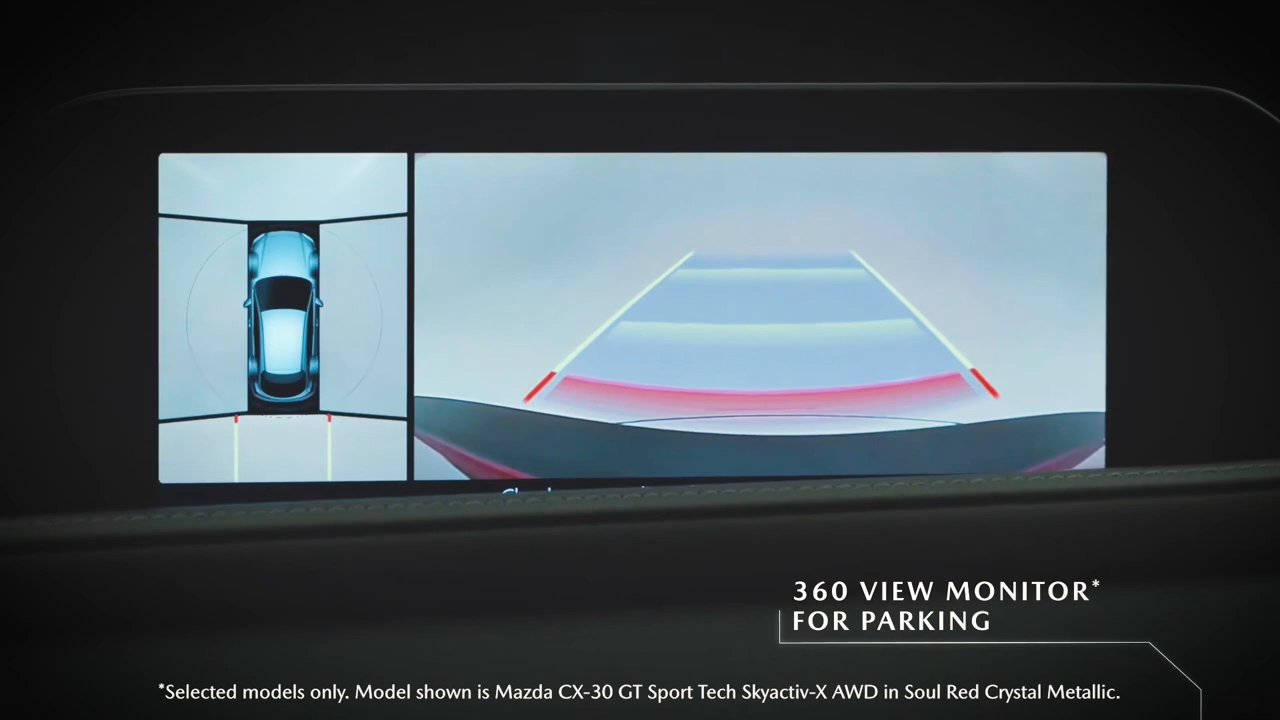 360 VIEW MONITOR*
FOR PARKING
*Selected models only. Model shown is Mazda CX-30 GT Sport Tech Skyactiv-X AWD in Soul Red Crystal Metallic.